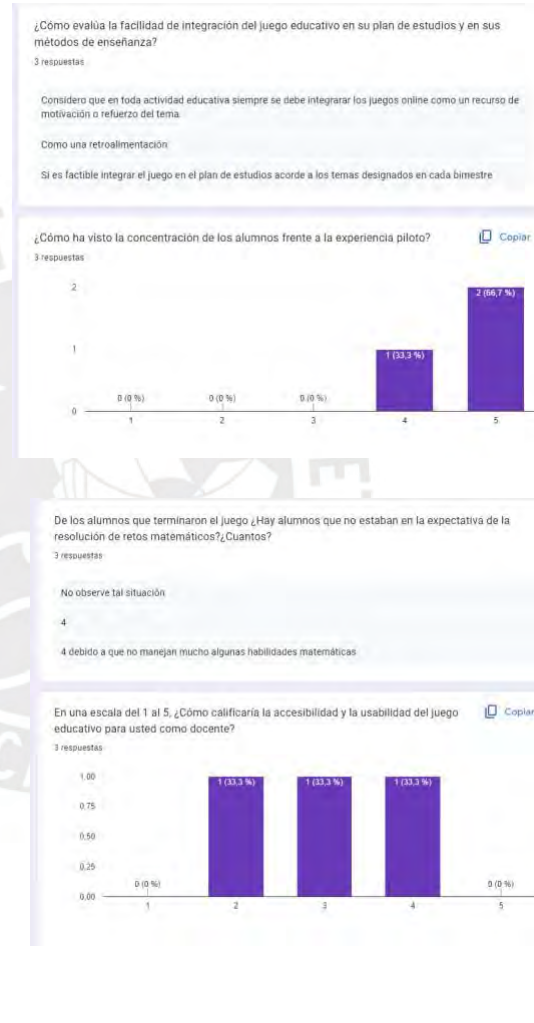 ¿Cómo evalúa la facilidad de integración del juego educativo en su plan de estudios y en sus
métodos de enseñanza?
3 respuestas
Considero que en toda actividad educativa siempre se debe integrarar los juegos online como un recurso de
motivación o refuerzo del tema.
Como una retroalimentación
Si es factible integrar el juego en el plan de estudios acorde a los temas designados en cada bimestre
¿Cómo ha visto la concentración de los alumnos frente a la experiencia piloto?
Copiar
3 respuestas
2
2 (66,7 %)
1
1 (33,3 %)
0 (0 %)
0 (0 %)
0 (0 %)
0
1
2
3
4
5
De los alumnos que terminaron el juego ¿Hay alumnos que no estaban en la expectativa de la
resolución de retos matemáticos?¿Cuantos?
3 respuestas
No observe tal situación
4
4 debido a que no manejan mucho algunas habilidades matemáticas
En una escala del 1 al 5, ¿Cómo calificaría la accesibilidad y la usabilidad del juego
Copiar
educativo para usted como docente?
3 respuestas
1,00
1 (33,3 %)
1 (33,3 %)
1 (33,3 %)
0,75
0,50
0,25
0 (0 %)
0 (0 %)
0,00
1
2
3
4
5